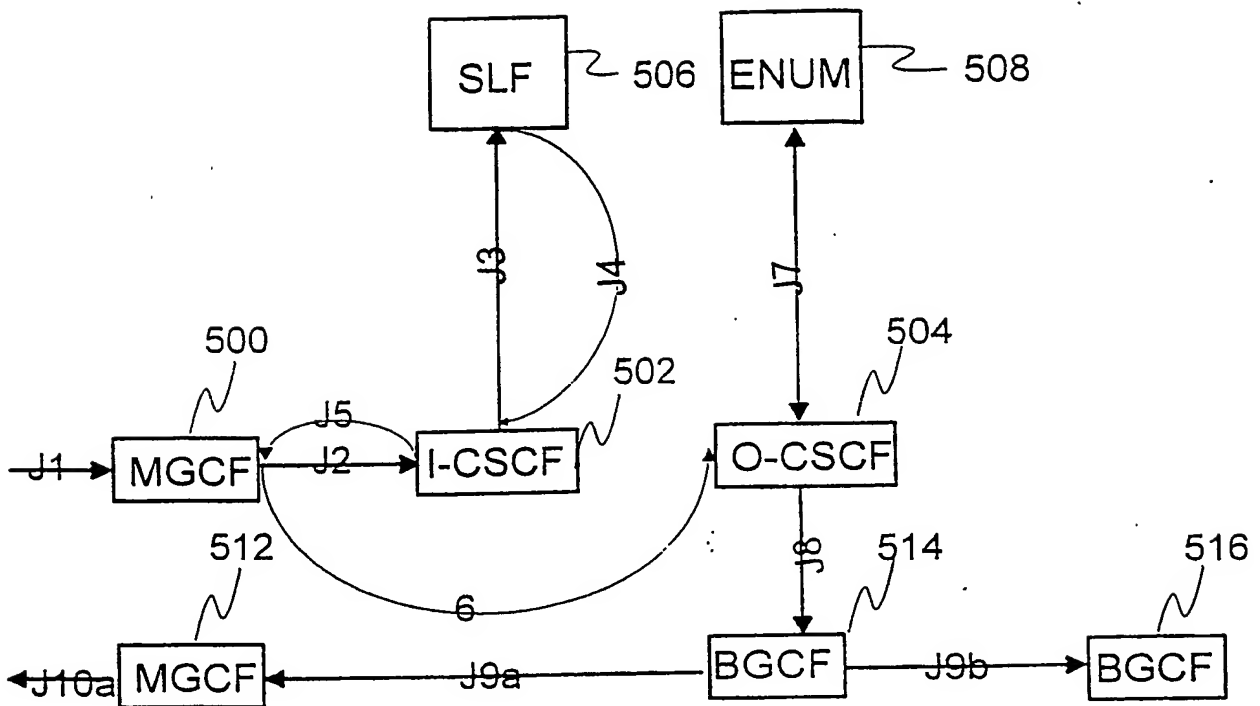 SLF
506
ENUM
508
J3
J4
J7
500
502
504
J5
J1
MGCF
J2
I-CSCF
O-CSCF
512
J8
514
516
6
J10a
MGCF
J9a
BGCF
J9b
BGCF